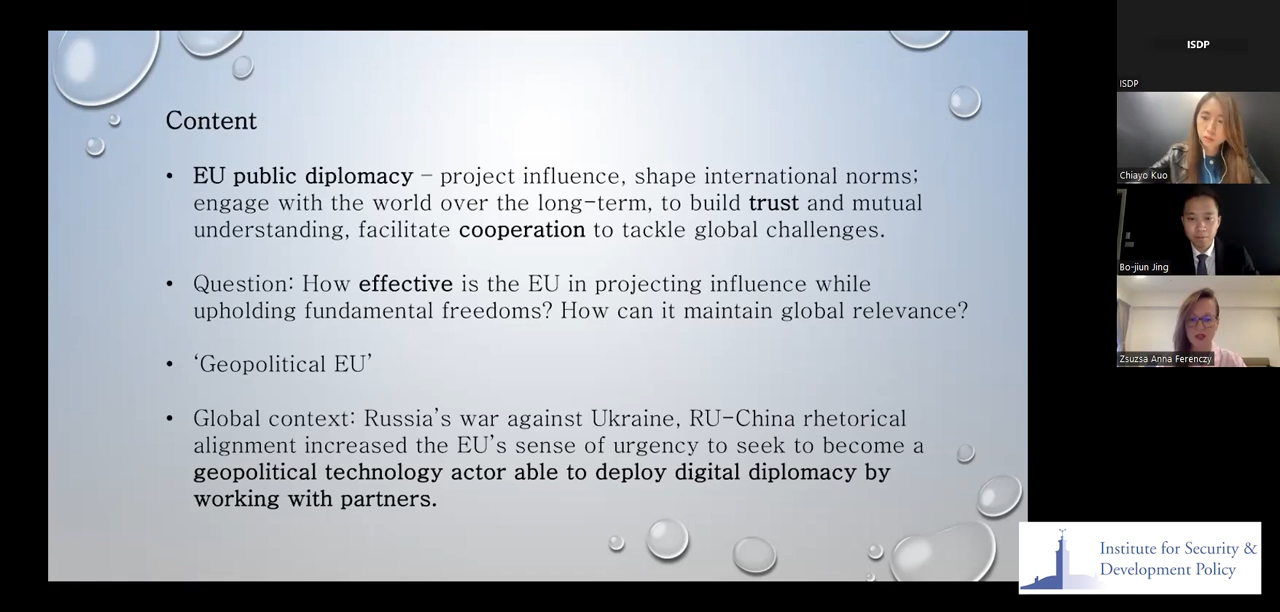 Content
• EU public diplomacy – project influence, shape international norms;
engage with the world over the long-term, to build trust and mutual
understanding, facilitate cooperation to tackle global challenges.
• Question: How effective is the EU in projecting influence while
upholding fundamental freedoms? How can it maintain global relevance?
• ‘Geopolitical EU’
• Global context: Russia’s war against Ukraine, RU-China rhetorical
alignment increased the EU’s sense of urgency to seek to become a
geopolitical technology actor able to deploy digital diplomacy by
working with partners.
ISDP
ISDP
Chiayo Kuo
Bo-jiun Jing
Zsuzsa Anna Ferenczy
Institute for Security &
Development Policy